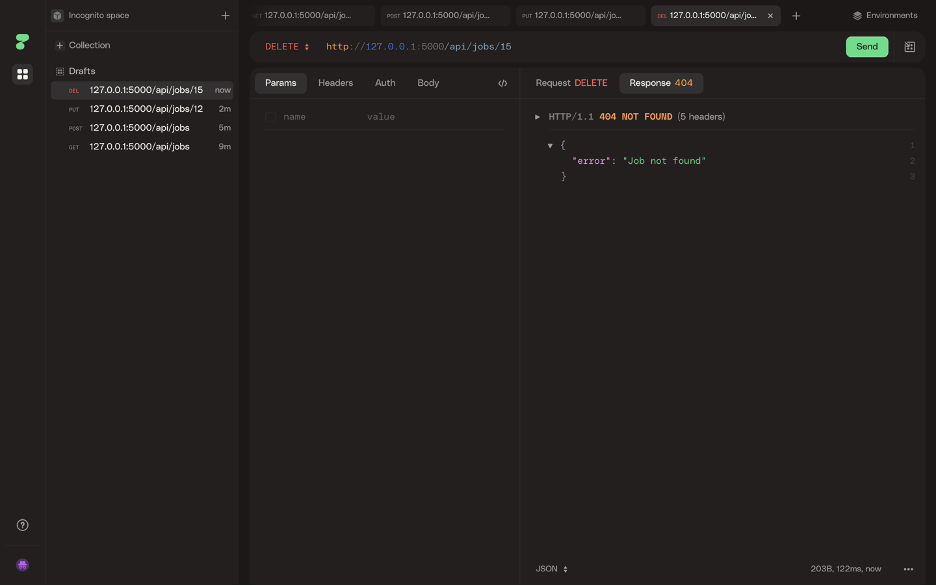 Incognito space
Collection
Drafts
DEL 127.0.0.1:5000/api/jobs/15 now
PUT 127.0.0.1:5000/api/jobs/12 2m
POST 127.0.0.1:5000/api/jobs 5m
GET 127.0.0.1:5000/api/jobs 9m
GET 127.0.0.1:5000/api/jo...
POST 127.0.0.1:5000/api/jo...
PUT 127.0.0.1:5000/api/jo...
DEL 127.0.0.1:5000/api/jo...
Environments
DELETE http://127.0.0.1:5000/api/jobs/15 Send
Params Headers Auth Body </>
name value
Request DELETE Response 404
HTTP/1.1 404 NOT FOUND (5 headers)
{ 1
"error": "Job not found" 2
} 3
JSON 203B, 122ms, now